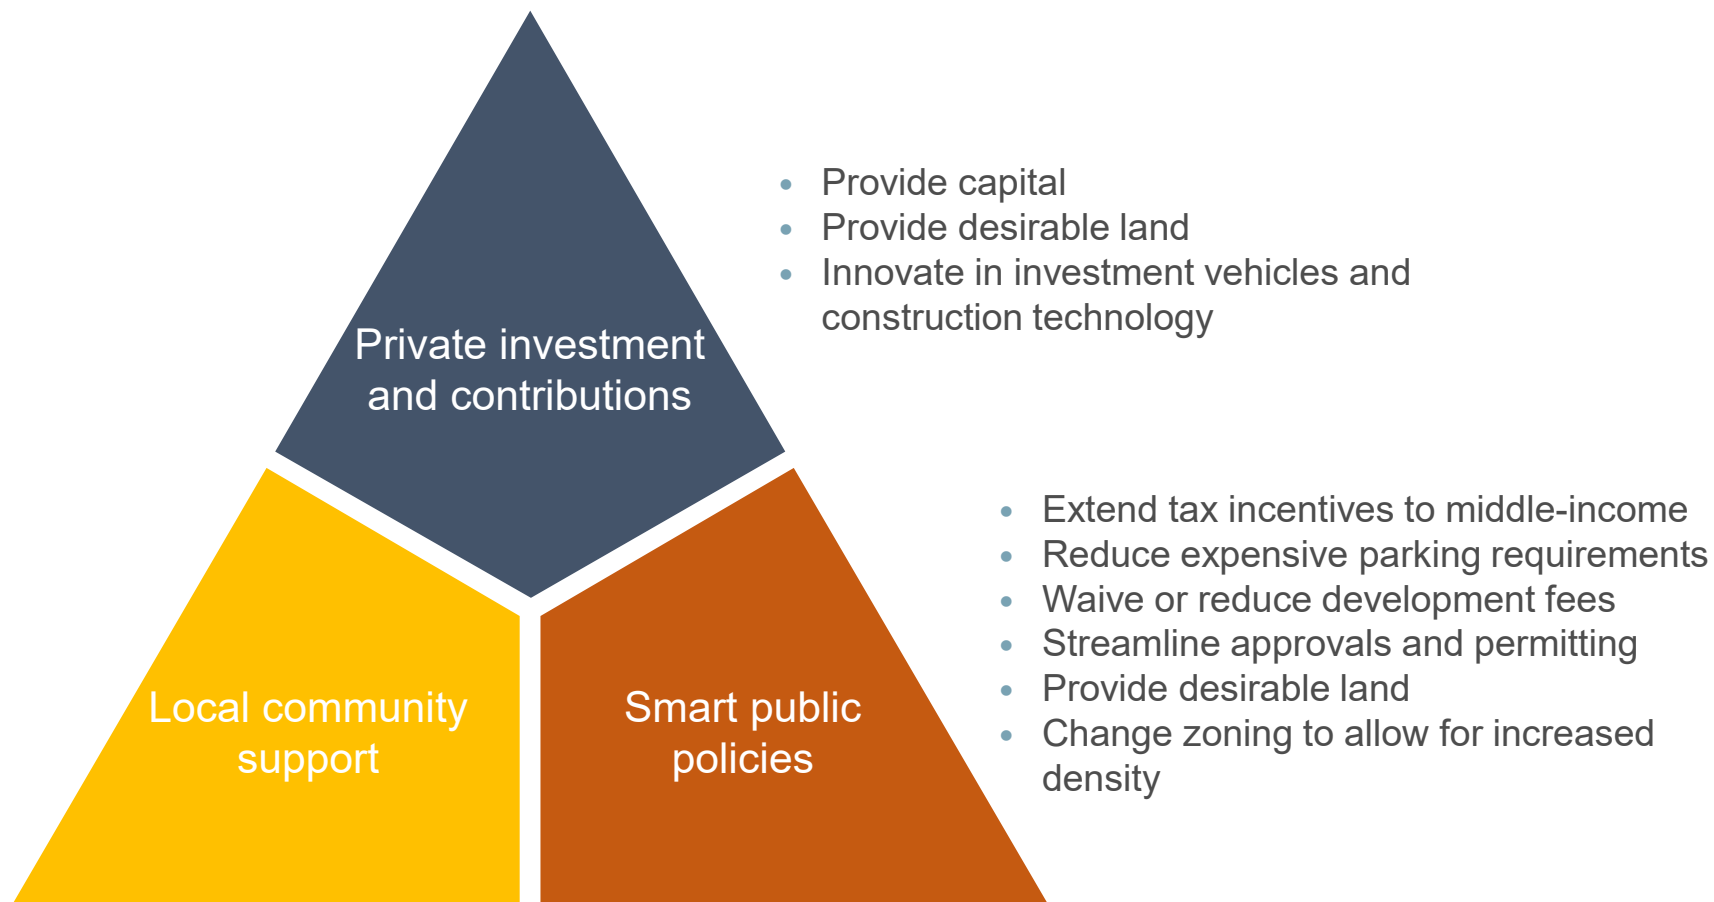 Private investment
and contributions
• Provide capital
• Provide desirable land
• Innovate in investment vehicles and
construction technology
Local community
support
Smart public
policies
• Extend tax incentives to middle-income
• Reduce expensive parking requirements
• Waive or reduce development fees
• Streamline approvals and permitting
• Provide desirable land
• Change zoning to allow for increased
density